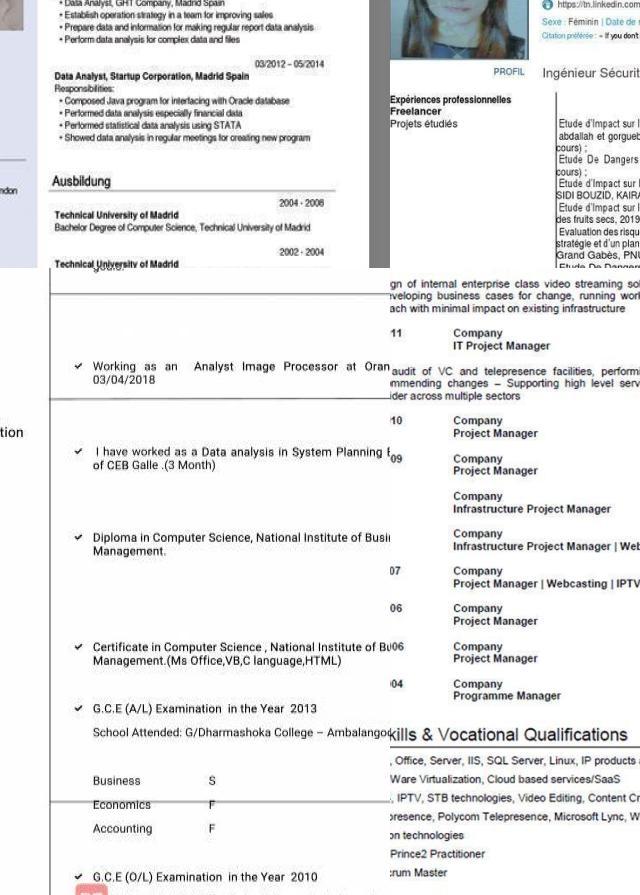 • Data Analyst, GHT Company, Madrid Spain
• Establish operation strategy in a team for improving sales
• Prepare data and information for making regular report data analysis
• Perform data analysis for complex data and files
03/2012 – 05/2014
Data Analyst, Startup Corporation, Madrid Spain
Responsibilities:
• Composed Java program for interfacing with Oracle database
• Performed data analysis especially financial data
• Performed statistical data analysis using STATA
• Showed data analysis in regular meetings for creating new program
ndon
Ausbildung
2004 - 2008
Technical University of Madrid
Bachelor Degree of Computer Science, Technical University of Madrid
2002 - 2004
Technical University of Madrid
https://tn.linkedin.com
Sexe : Féminin | Date de
Citation préférée : « If you don't
PROFIL
Ingénieur Sécurit
Expériences professionnelles
Freelancer
Projets étudiés
Etude d'Impact sur l
abdallah et gorgueb
cours) ;
Etude De Dangers
cours) ;
Etude d'Impact sur l
SIDI BOUZID, KAIRA
Etude d'Impact sur l
des fruits secs, 2019
Evaluation des risqu
stratégie et d'un plan
Grand Gabès, PNU
Etude De Danger
tion
✔ Working as an Analyst Image Processor at Oran
03/04/2018
✔ I have worked as a Data analysis in System Planning
of CEB Galle .(3 Month)
✔ Diploma in Computer Science, National Institute of Busi
Management.
✔ Certificate in Computer Science , National Institute of Bu
Management.(Ms Office,VB,C language,HTML)
✔ G.C.E (A/L) Examination in the Year 2013
School Attended: G/Dharmashoka College – Ambalango
Business S
Economics F
Accounting F
✔ G.C.E (O/L) Examination in the Year 2010
gn of internal enterprise class video streaming sol
eveloping business cases for change, running work
ach with minimal impact on existing infrastructure
11 Company
IT Project Manager
audit of VC and telepresence facilities, performi
mmending changes – Supporting high level serv
ider across multiple sectors
10 Company
Project Manager
09 Company
Project Manager
Company
Infrastructure Project Manager
Company
Infrastructure Project Manager | Web
07 Company
Project Manager | Webcasting | IPTV
06 Company
Project Manager
06 Company
Project Manager
04 Company
Programme Manager
kills & Vocational Qualifications
, Office, Server, IIS, SQL Server, Linux, IP products
Ware Virtualization, Cloud based services/SaaS
, IPTV, STB technologies, Video Editing, Content Cr
presence, Polycom Telepresence, Microsoft Lync, W
on technologies
Prince2 Practitioner
rum Master